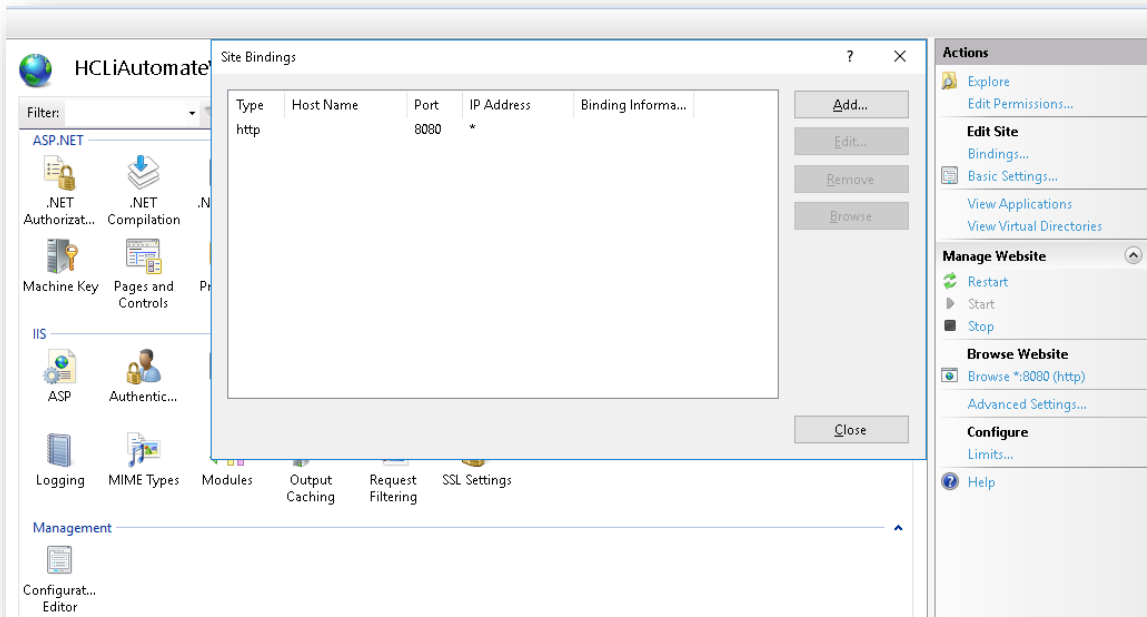 HCLiAutomate
Filter:
ASP.NET
.NET
Authorizat...
.NET
Compilation
.N
Machine Key
Pages and
Controls
Pr
IIS
ASP
Authentic...
Logging
MIME Types
Modules
Output
Caching
Request
Filtering
SSL Settings
Management
Configurat...
Editor
Site Bindings
?
Type Host Name Port IP Address Binding Informa...
http 8080 *
Add...
Edit...
Remove
Browse
Close
Actions
Explore
Edit Permissions...
Edit Site
Bindings...
Basic Settings...
View Applications
View Virtual Directories
Manage Website
Restart
Start
Stop
Browse Website
Browse *:8080 (http)
Advanced Settings...
Configure
Limits...
Help